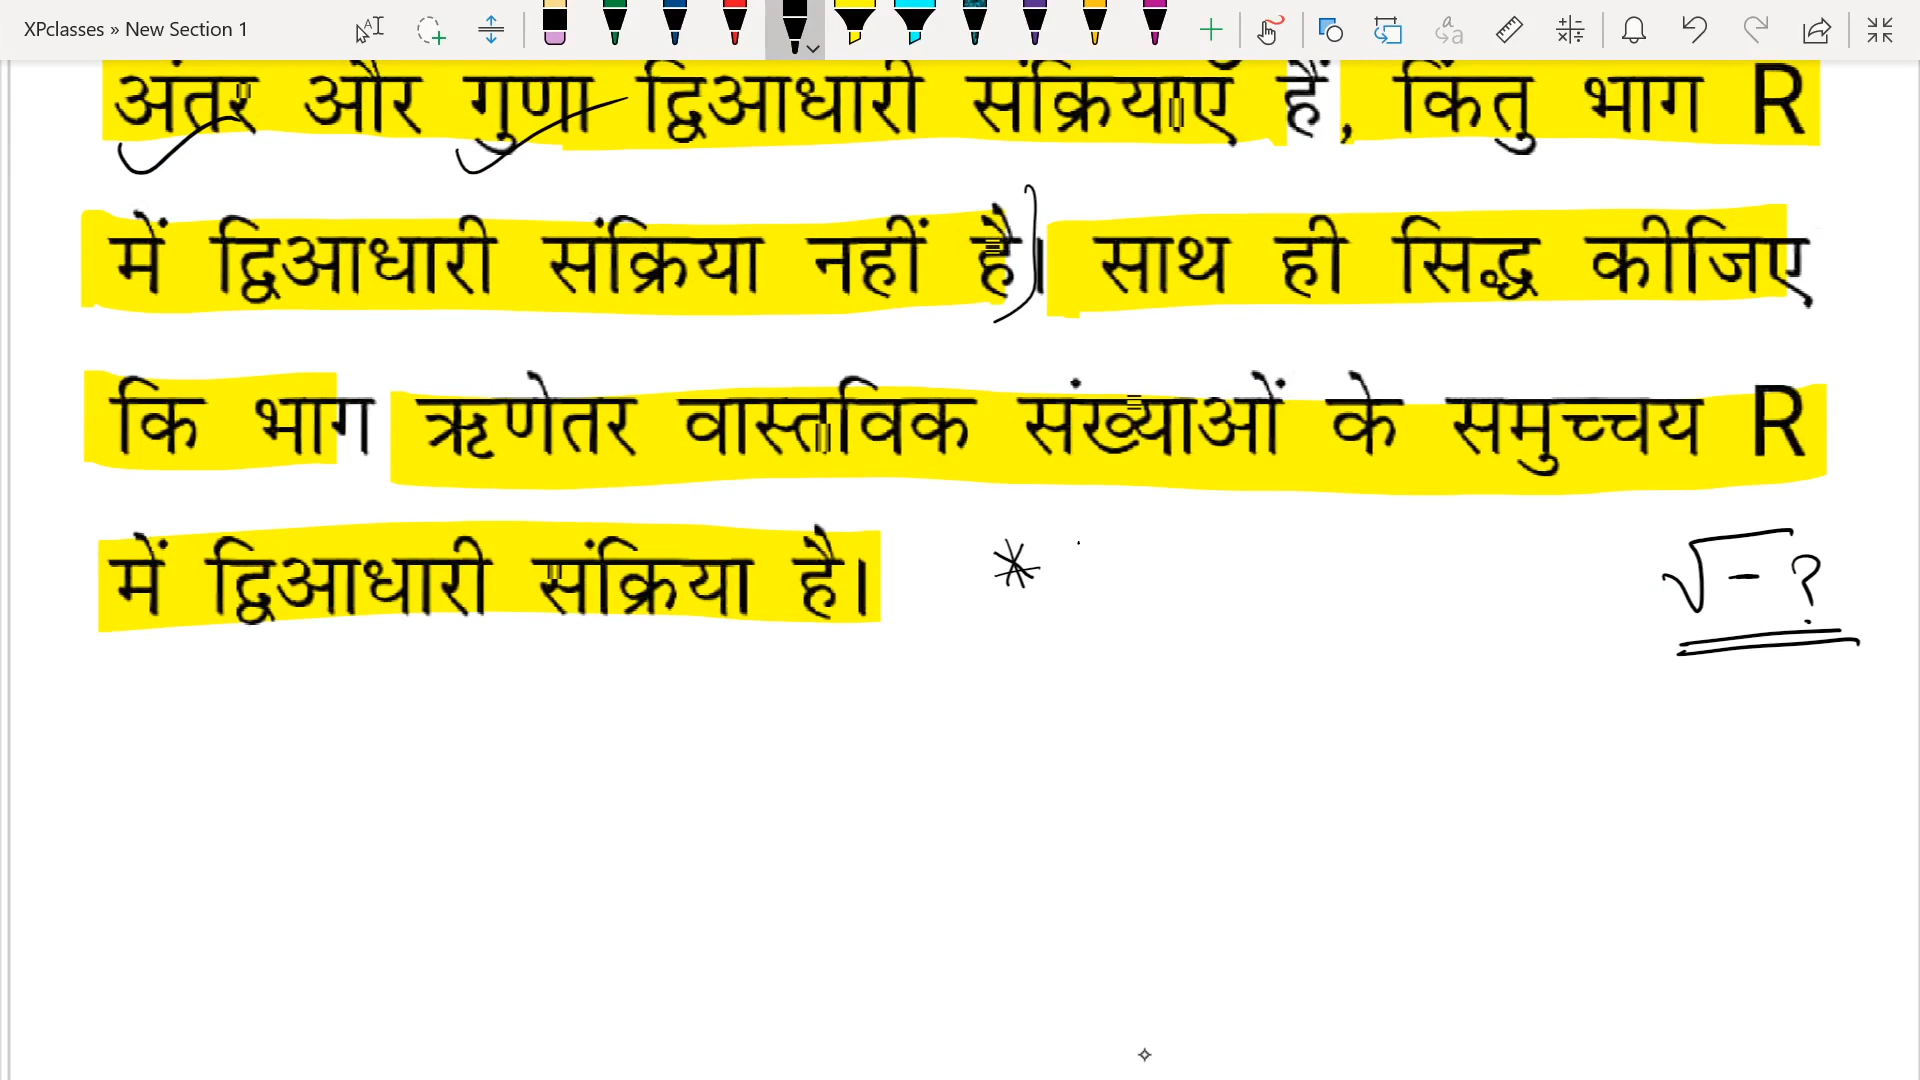 XPclasses » New Section 1
अंतर और गुणा द्विआधारी संक्रियाएँ हैं, किंतु भाग R
में द्विआधारी संक्रिया नहीं है। साथ ही सिद्ध कीजिए
कि भाग ऋणेतर वास्तविक संख्याओं के समुच्चय R
में द्विआधारी संक्रिया है। * √-?